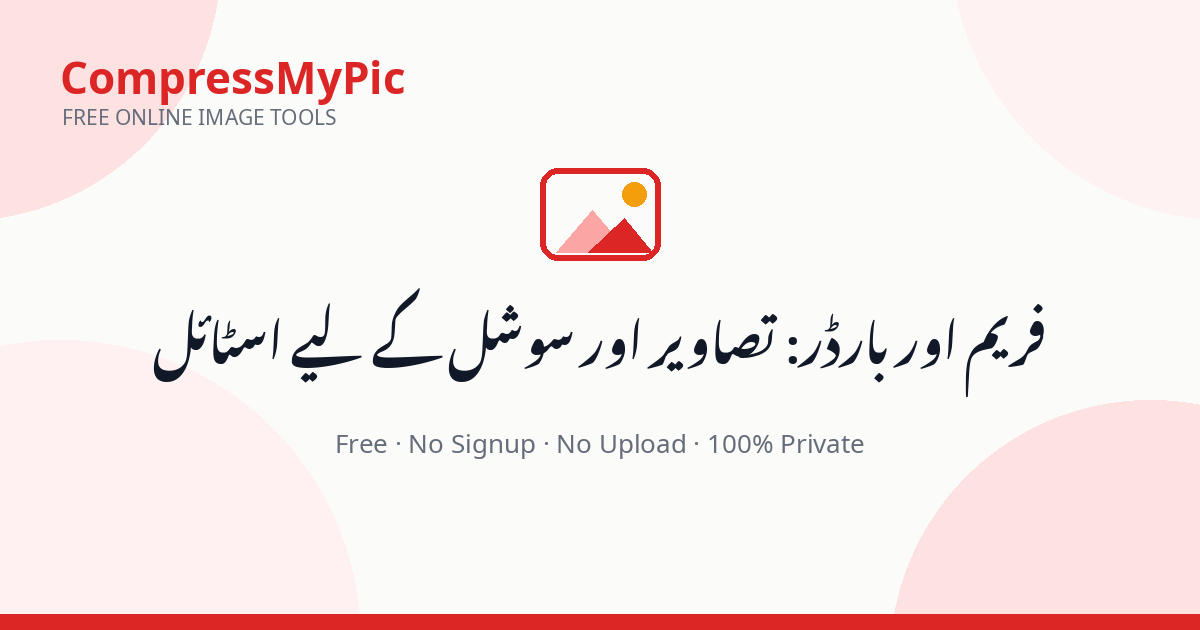 CompressMyPic
FREE ONLINE IMAGE TOOLS
فریم اور بارڈر: تصاویر اور سوشل کے لیے اسٹائل
Free · No Signup · No Upload · 100% Private